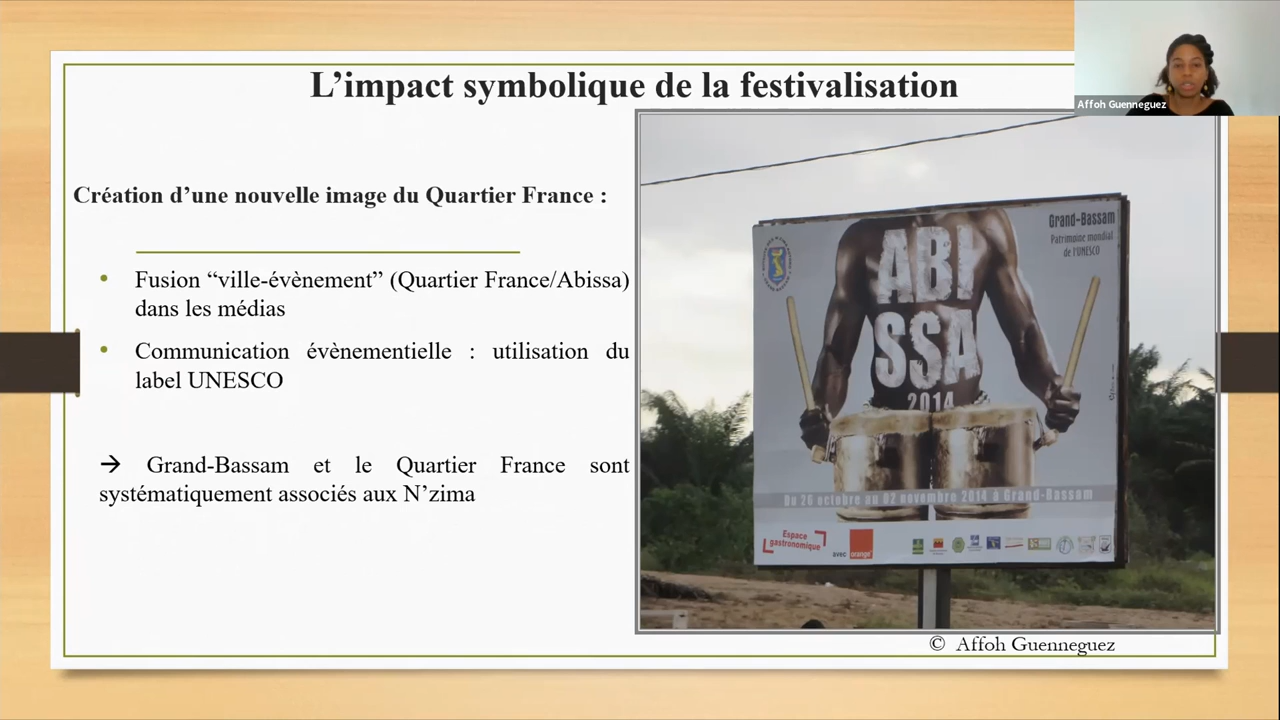 L’impact symbolique de la festivalisation
Affoh Guenneguez
Création d’une nouvelle image du Quartier France :
• Fusion “ville-évènement” (Quartier France/Abissa)
dans les médias
• Communication évènementielle : utilisation du
label UNESCO
→ Grand-Bassam et le Quartier France sont
systématiquement associés aux N’zima
Grand-Bassam
Patrimoine mondial
de l'UNESCO
ABI
SSA
2014
Du 26 octobre au 02 novembre 2014 à Grand-Bassam
Espace
gastronomique
avec
orange
© Affoh Guenneguez